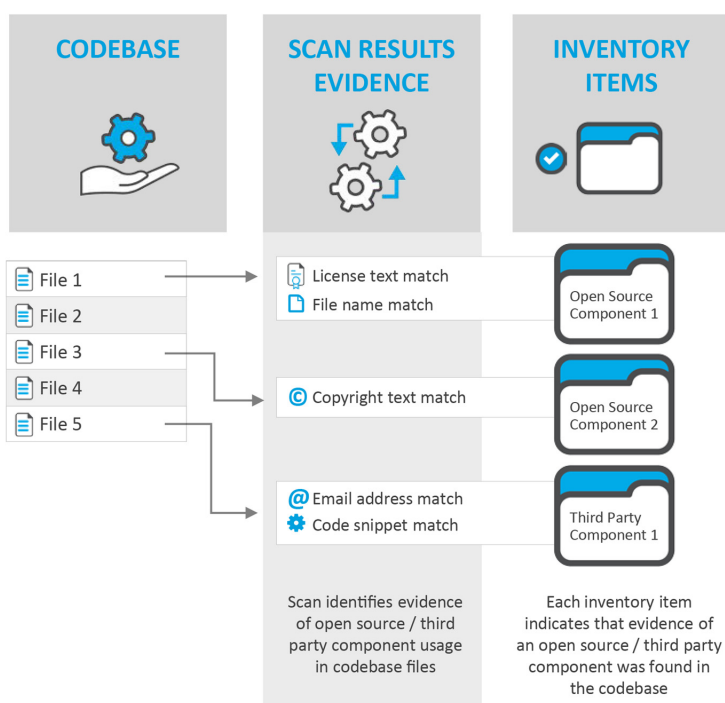 CODEBASE
SCAN RESULTS
EVIDENCE
INVENTORY
ITEMS
File 1
File 2
File 3
File 4
File 5
License text match
File name match
© Copyright text match
@ Email address match
Code snippet match
Open Source
Component 1
Open Source
Component 2
Third Party
Component 1
Scan identifies evidence
of open source / third
party component usage
in codebase files
Each inventory item
indicates that evidence of
an open source / third party
component was found in
the codebase